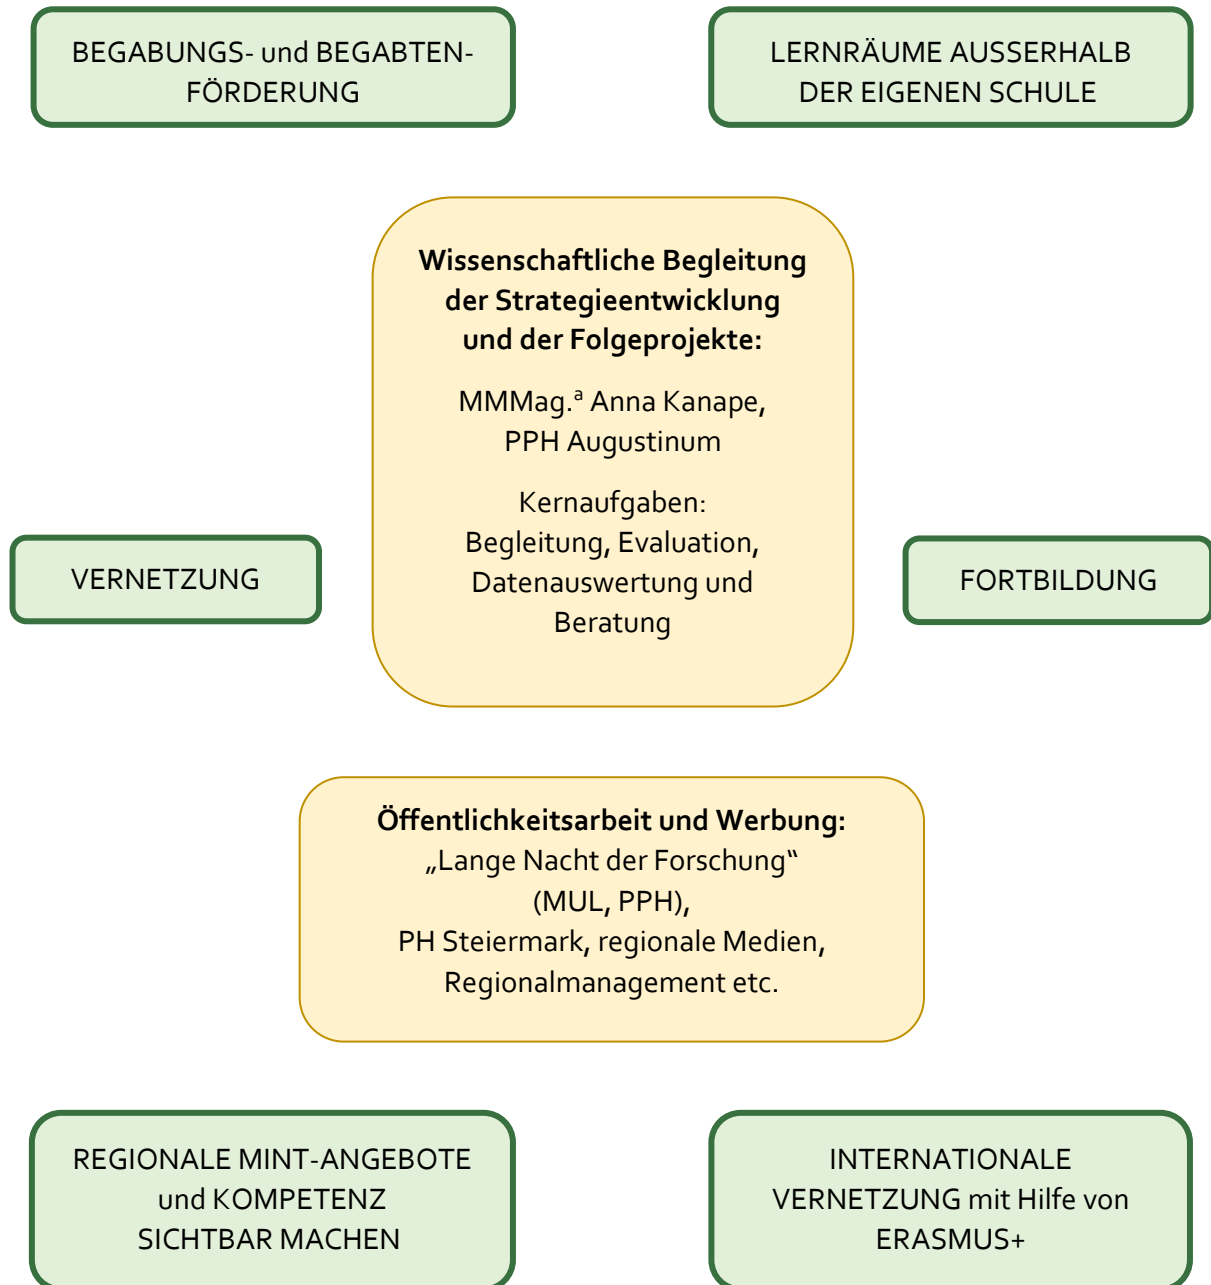 BEGABUNGS- und BEGABTEN-
FÖRDERUNG
LERNRÄUME AUSSERHALB
DER EIGENEN SCHULE
Wissenschaftliche Begleitung
der Strategieentwicklung
und der Folgeprojekte:
MMMag.ª Anna Kanape,
PPH Augustinum
Kernaufgaben:
Begleitung, Evaluation,
Datenauswertung und
Beratung
VERNETZUNG
FORTBILDUNG
Öffentlichkeitsarbeit und Werbung:
„Lange Nacht der Forschung“
(MUL, PPH),
PH Steiermark, regionale Medien,
Regionalmanagement etc.
REGIONALE MINT-ANGEBOTE
und KOMPETENZ
SICHTBAR MACHEN
INTERNATIONALE
VERNETZUNG mit Hilfe von
ERASMUS+